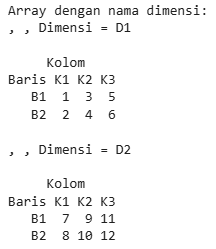 Array dengan nama dimensi:
, , Dimensi = D1
     Kolom
Baris K1 K2 K3
   B1  1  3  5
   B2  2  4  6
, , Dimensi = D2
     Kolom
Baris K1 K2 K3
   B1  7  9 11
   B2  8 10 12